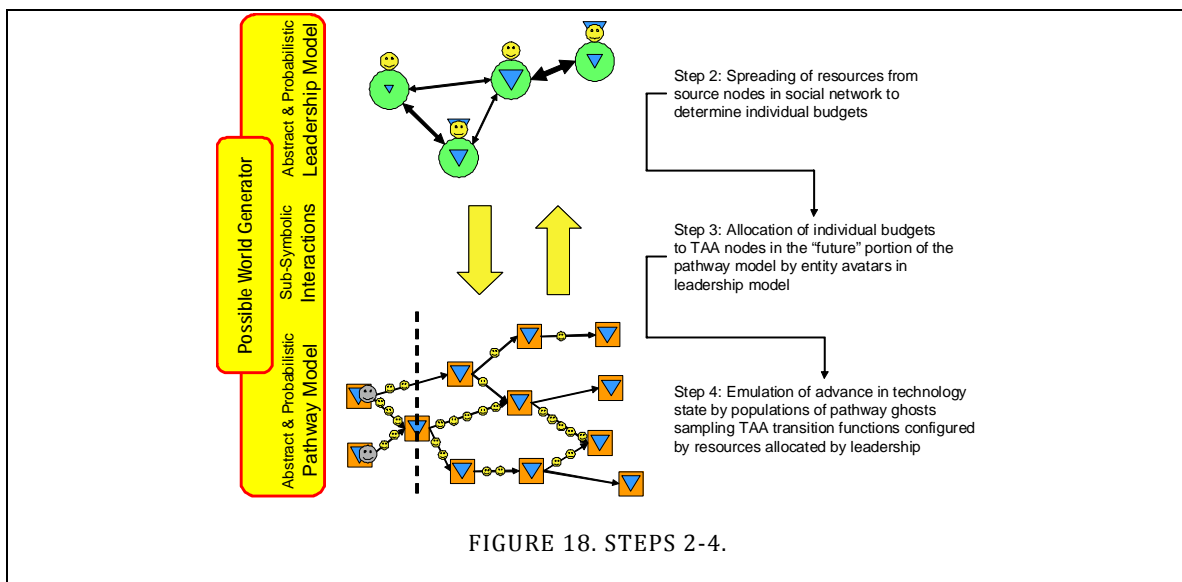 Possible World Generator
Abstract & Probabilistic
Leadership Model
Sub-Symbolic
Interactions
Abstract & Probabilistic
Pathway Model
Step 2: Spreading of resources from
source nodes in social network to
determine individual budgets
Step 3: Allocation of individual budgets
to TAA nodes in the “future” portion of the
pathway model by entity avatars in
leadership model
Step 4: Emulation of advance in technology
state by populations of pathway ghosts
sampling TAA transition functions configured
by resources allocated by leadership
FIGURE 18. STEPS 2-4.